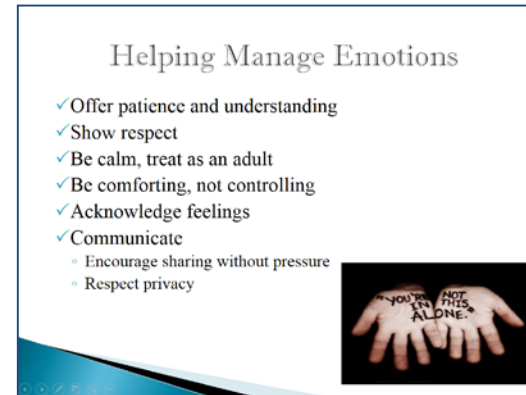 Helping Manage Emotions
✓Offer patience and understanding
✓Show respect
✓Be calm, treat as an adult
✓Be comforting, not controlling
✓Acknowledge feelings
✓Communicate
◦ Encourage sharing without pressure
◦ Respect privacy
"YOU'RE NOT
IN THIS
ALONE."